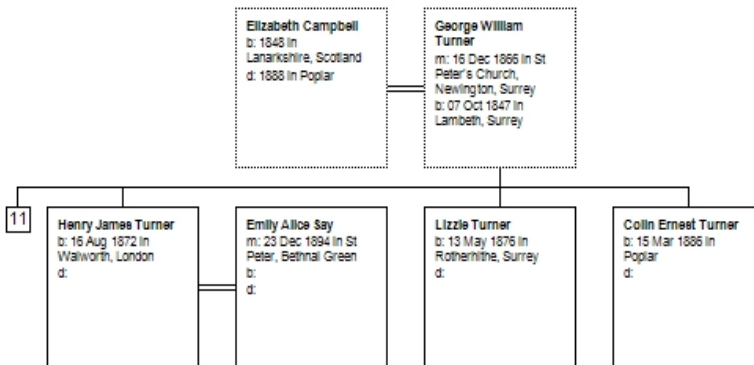 Elizabeth Campbell
b: 1848 in
Lanarkshire, Scotland
d: 1888 in Poplar
George William
Turner
m: 16 Dec 1866 in St
Peter's Church,
Newington, Surrey
b: 07 Oct 1847 in
Lambeth, Surrey
11
Henry James Turner
b: 16 Aug 1872 in
Walworth, London
d:
Emily Alice Say
m: 23 Dec 1894 in St
Peter, Bethnal Green
b:
d:
Lizzie Turner
b: 13 May 1876 in
Rotherhithe, Surrey
d:
Colin Ernest Turner
b: 15 Mar 1886 in
Poplar
d: